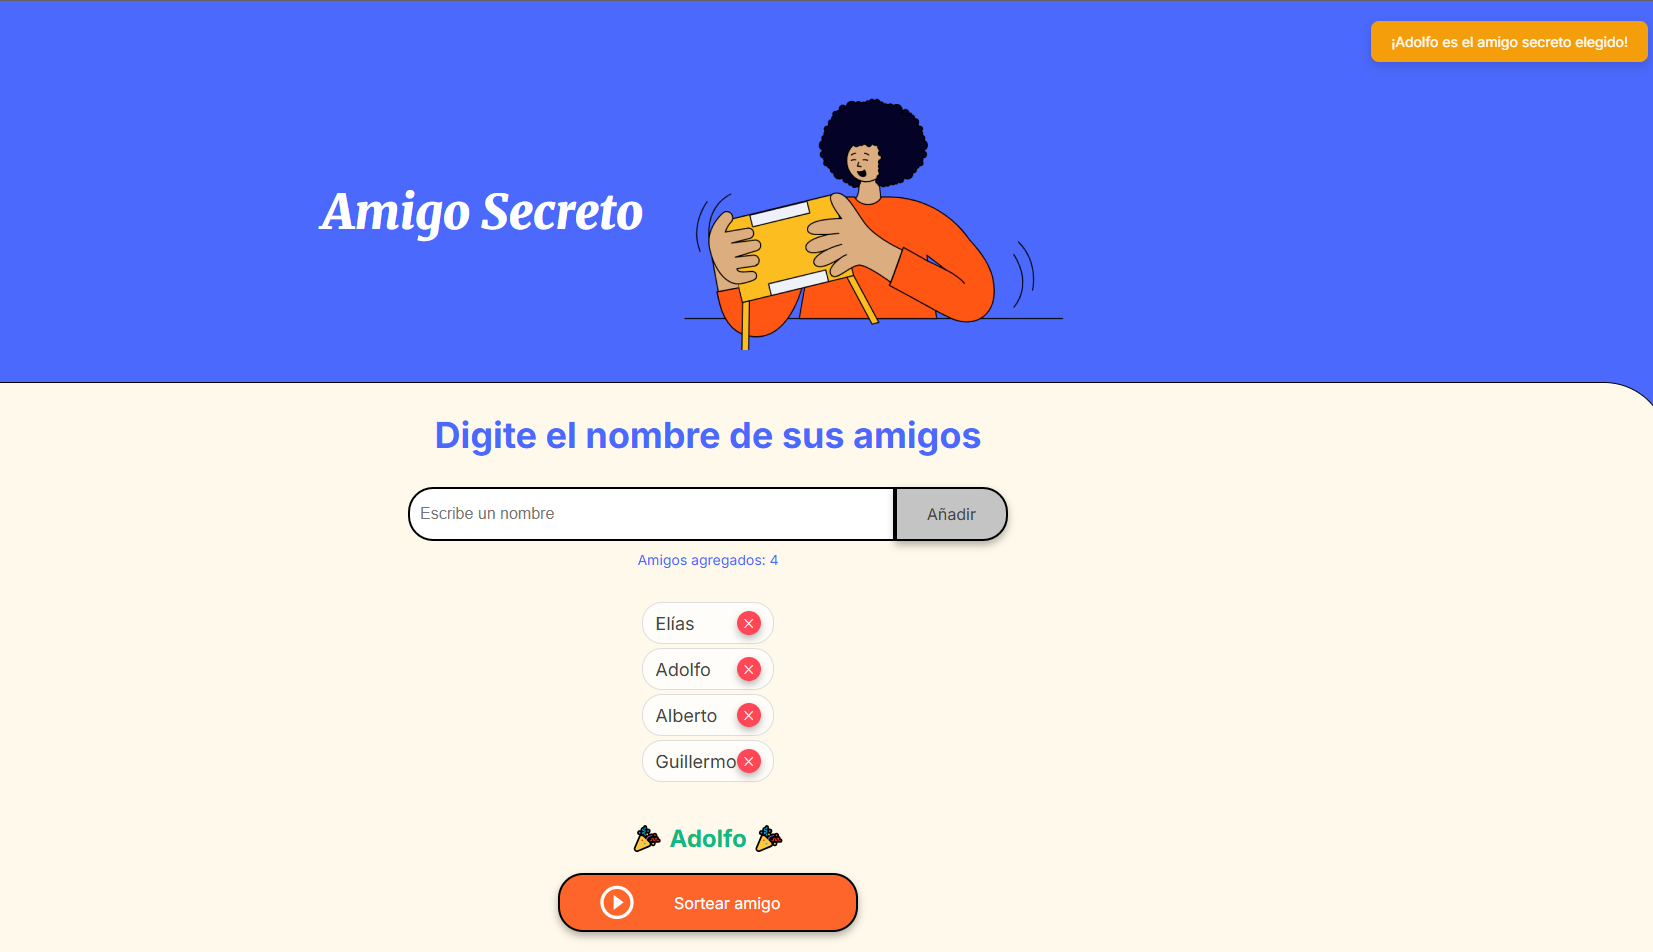 ¡Adolfo es el amigo secreto elegido!
Amigo Secreto
Digite el nombre de sus amigos
Escribe un nombre
Añadir
Amigos agregados: 4
Elías
Adolfo
Alberto
Guillermo
🎉 Adolfo 🎉
Sortear amigo